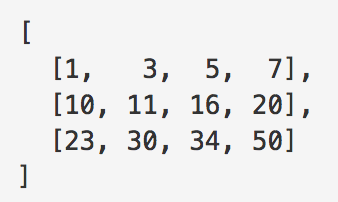 [
  [1,   3,  5,  7],
  [10, 11, 16, 20],
  [23, 30, 34, 50]
]